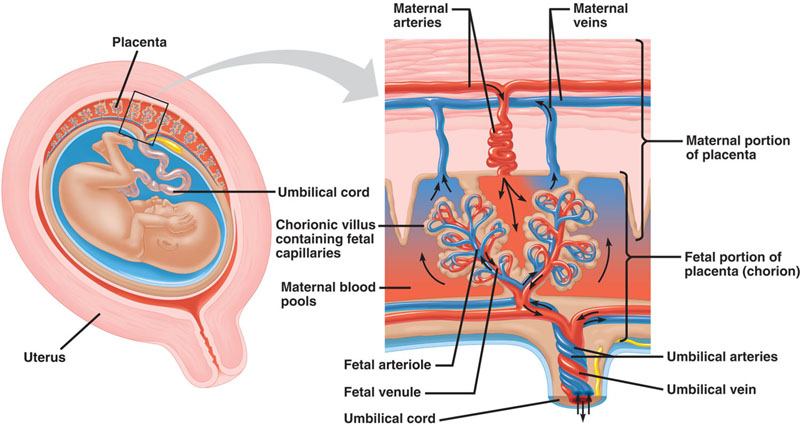 Placenta
Umbilical cord
Uterus
Maternal
arteries
Maternal
veins
Maternal portion
of placenta
Chorionic villus
containing fetal
capillaries
Maternal blood
pools
Fetal portion of
placenta (chorion)
Fetal arteriole
Fetal venule
Umbilical cord
Umbilical arteries
Umbilical vein